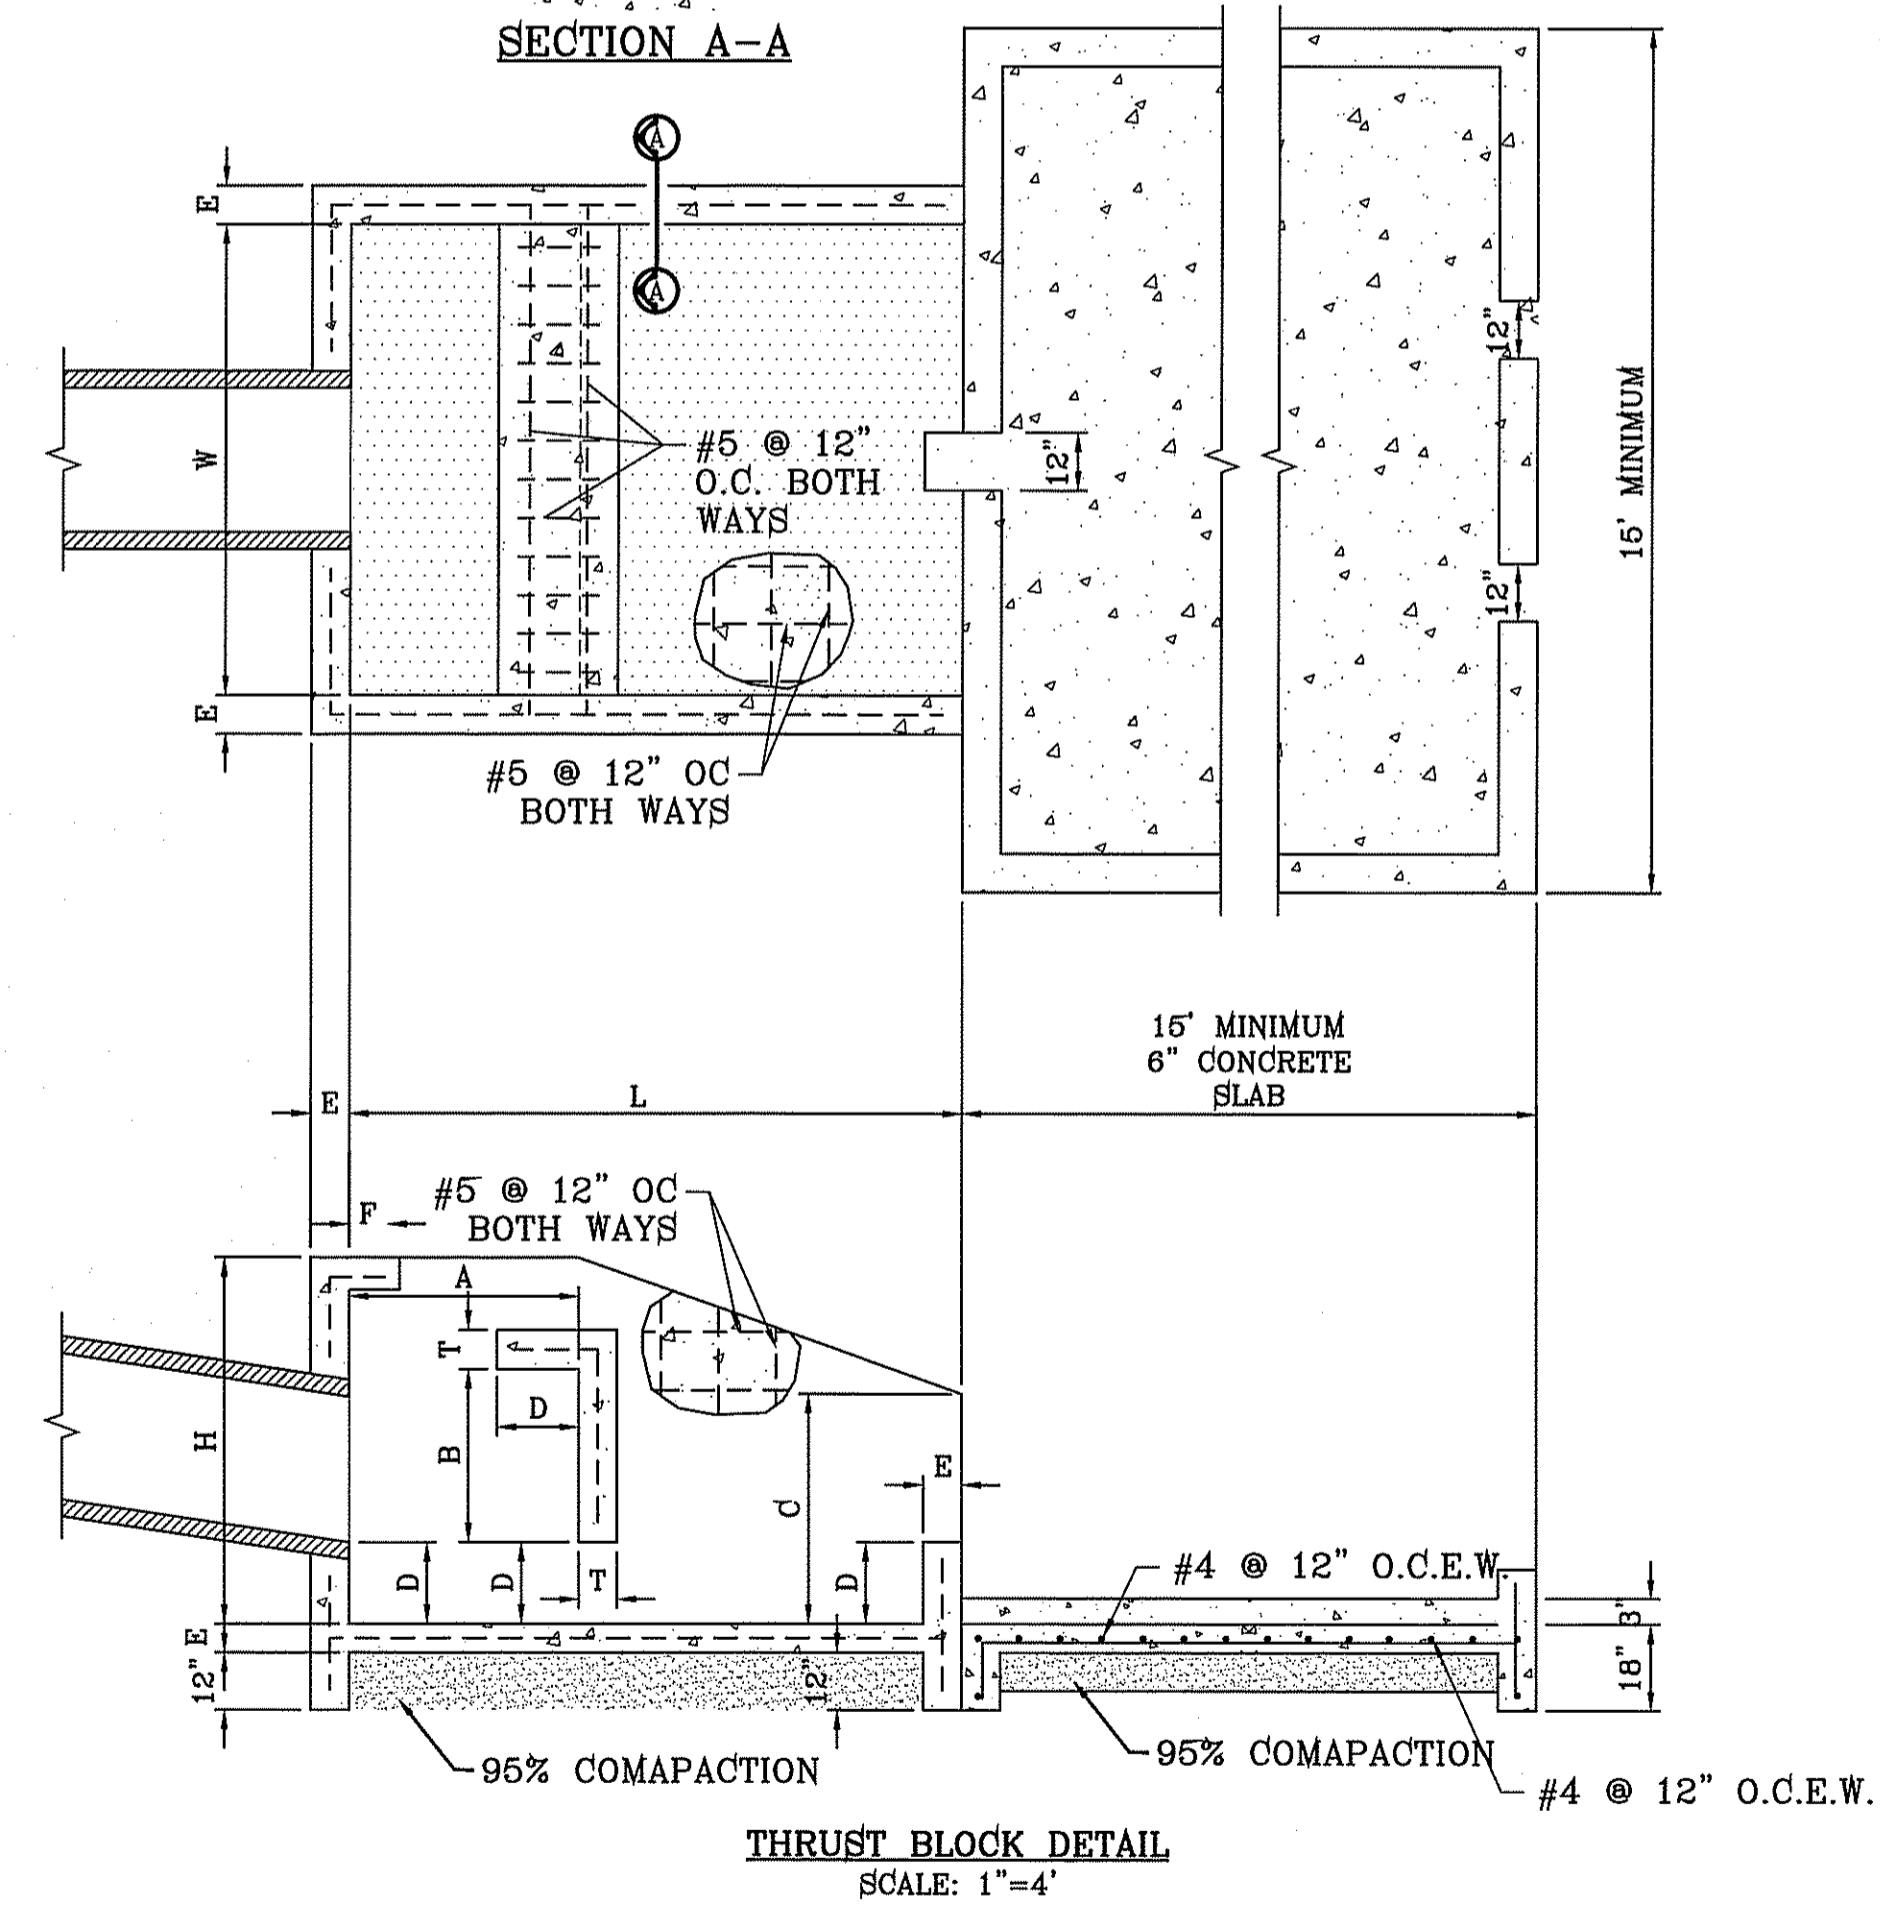 SECTION A-A
A
E
A
12"
W
#5 @ 12"
O.C. BOTH
WAYS
12"
15' MINIMUM
12"
E
#5 @ 12" OC
BOTH WAYS
15' MINIMUM
6" CONCRETE
SLAB
E
L
#5 @ 12" OC
BOTH WAYS
F
A
T
D
H
B
E
C
D
D
T
D
#4 @ 12" O.C.E.W.
3"
E
12"
12"
18"
95% COMAPACTION
95% COMAPACTION
#4 @ 12" O.C.E.W.
THRUST BLOCK DETAIL
SCALE: 1"=4'